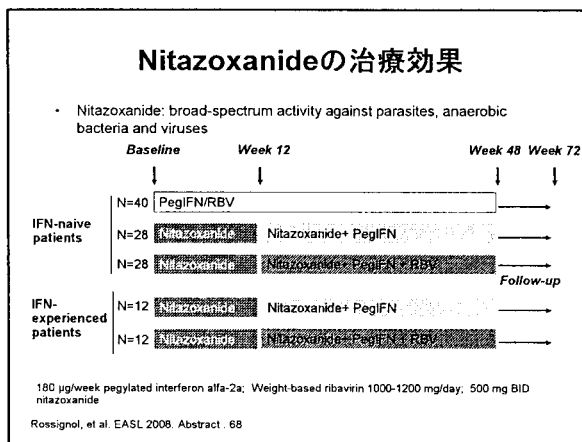 Nitazoxanideの治療効果
• Nitazoxanide: broad-spectrum activity against parasites, anaerobic
bacteria and viruses
Baseline Week 12 Week 48 Week 72
N=40 PegIFN/RBV
IFN-naive
patients
N=28 Nitazoxanide Nitazoxanide+ PegIFN
N=28 Nitazoxanide Nitazoxanide+ PegIFN + RBV
Follow-up
IFN-
experienced
patients
N=12 Nitazoxanide Nitazoxanide+ PegIFN
N=12 Nitazoxanide Nitazoxanide+ PegIFN + RBV
180 µg/week pegylated interferon alfa-2a; Weight-based ribavirin 1000-1200 mg/day; 500 mg BID
nitazoxanide
Rossignol, et al. EASL 2008. Abstract . 68